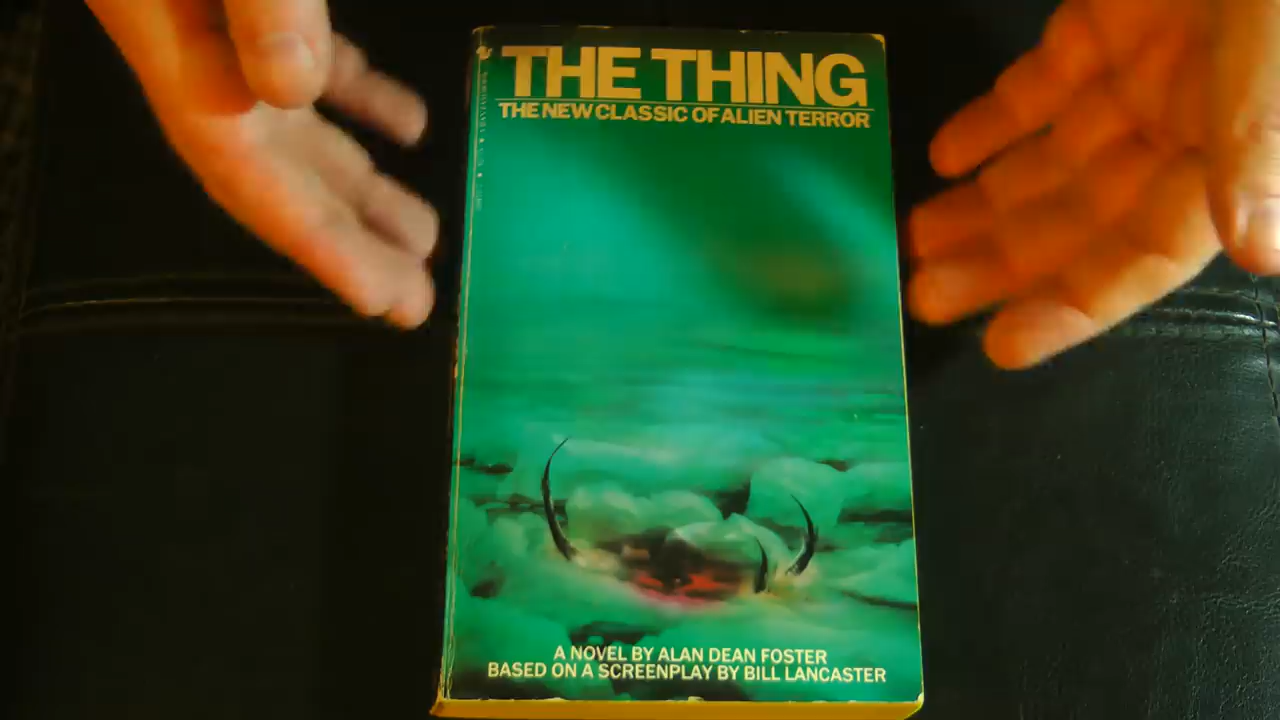 THE THING
THE NEW CLASSIC OF ALIEN TERROR
A NOVEL BY ALAN DEAN FOSTER
BASED ON A SCREENPLAY BY BILL LANCASTER